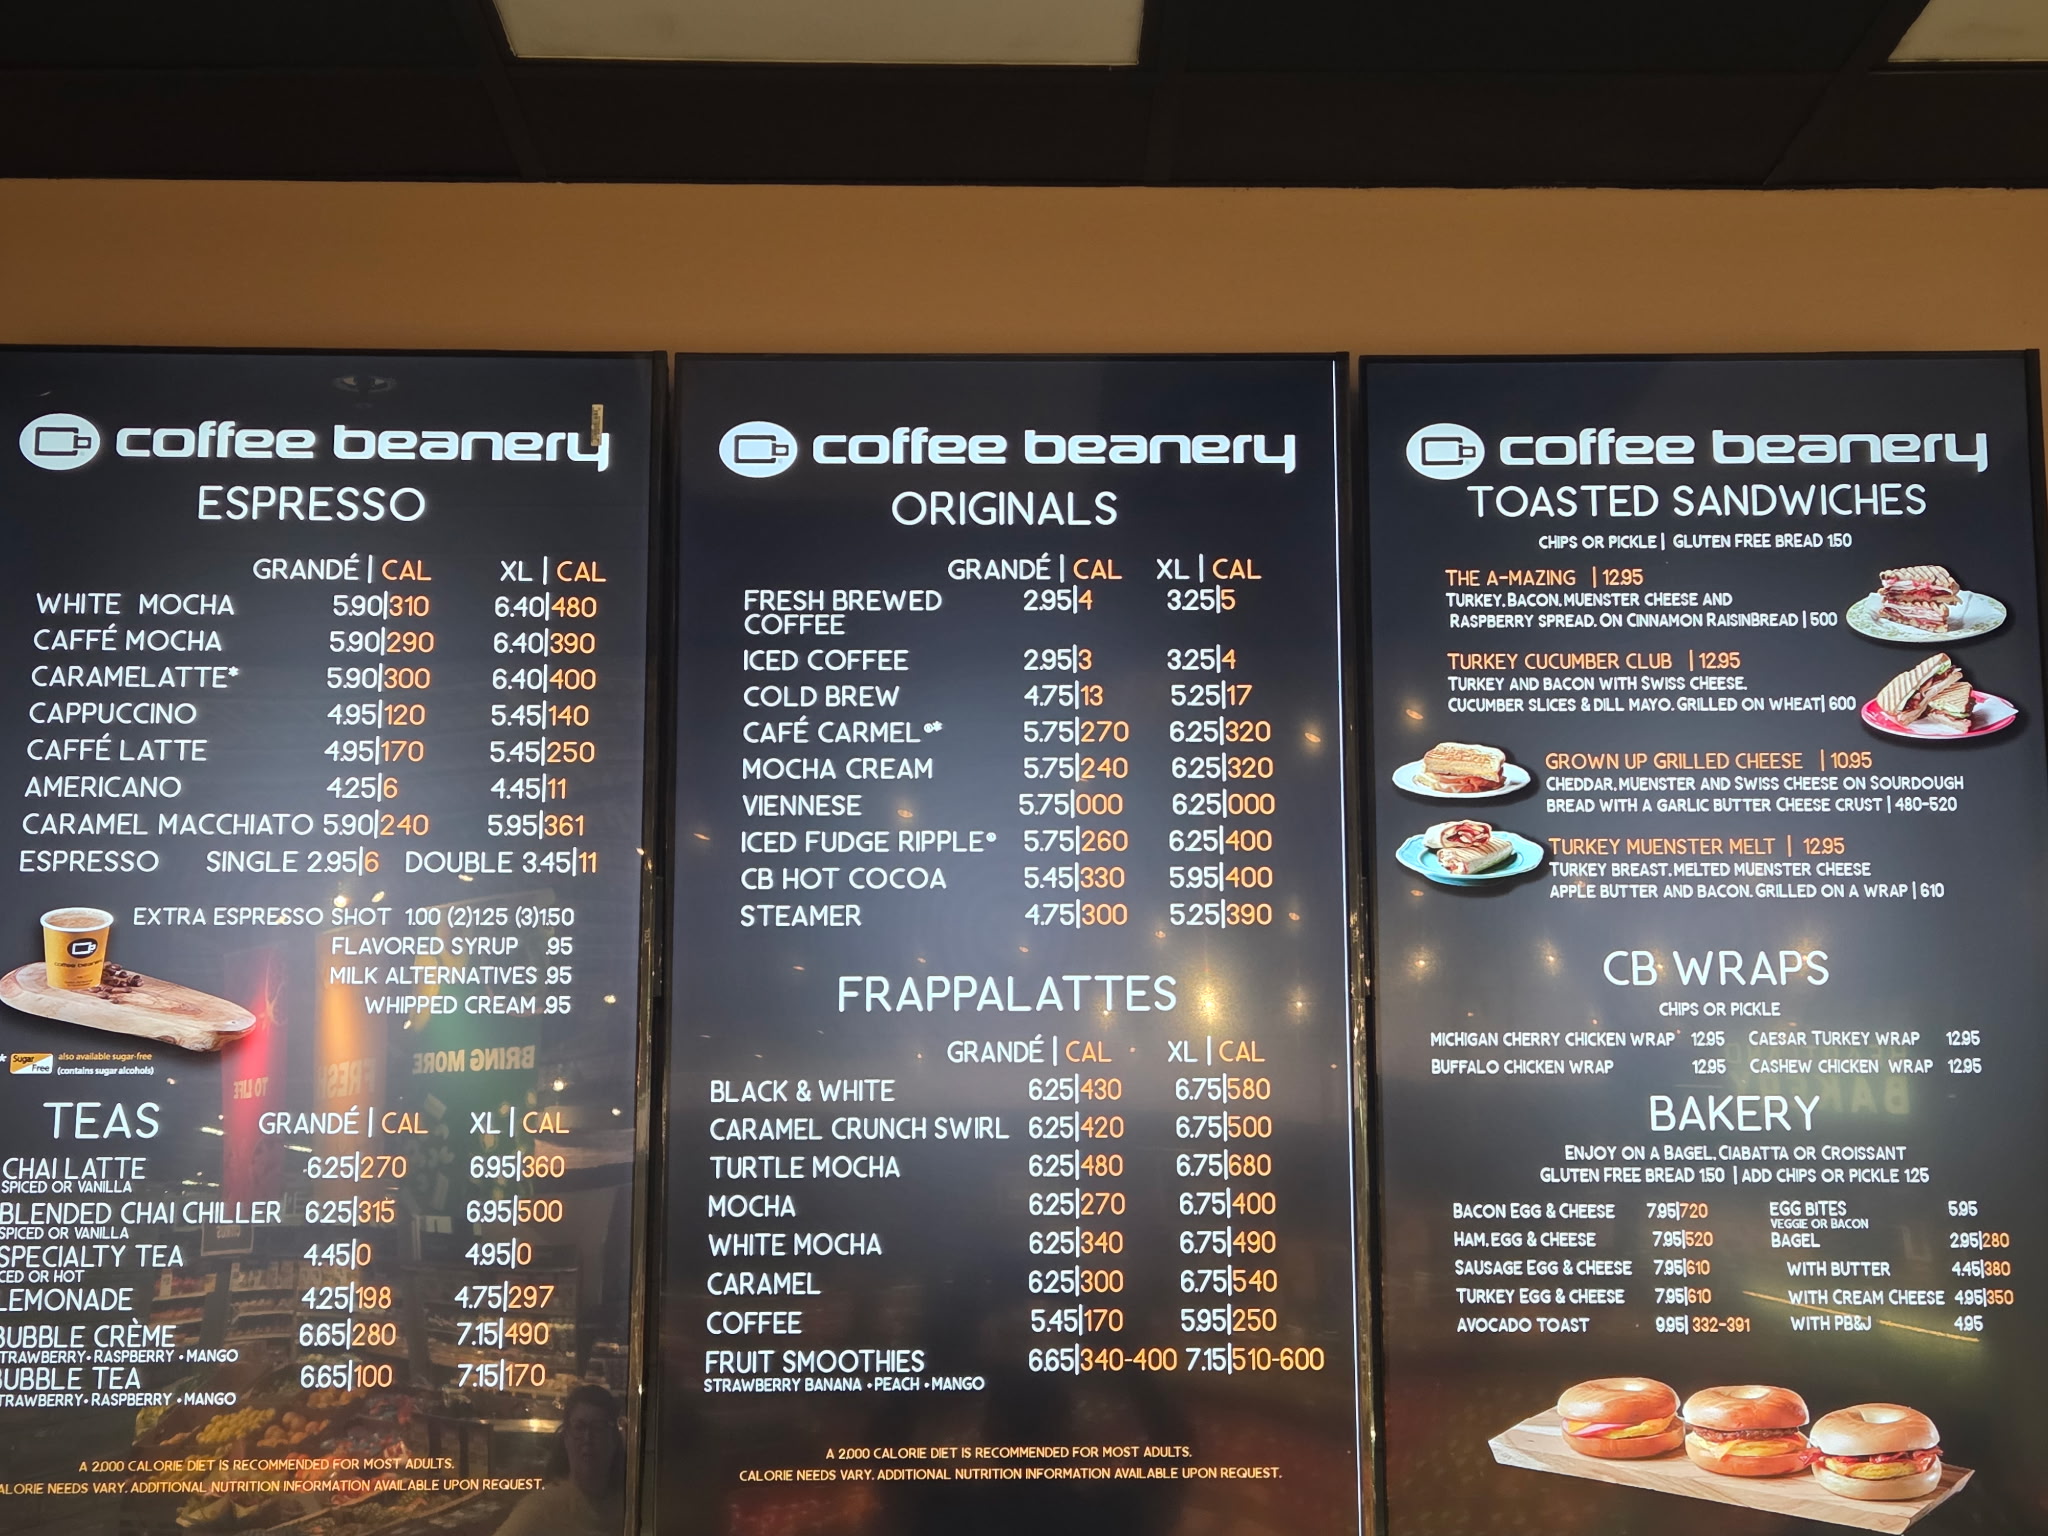 coffee beanery
ESPRESSO
GRANDÉ | CAL XL | CAL
WHITE MOCHA 5.90|310 6.40|480
CAFFÉ MOCHA 5.90|290 6.40|390
CARAMELATTE* 5.90|300 6.40|400
CAPPUCCINO 4.95|120 5.45|140
CAFFÉ LATTE 4.95|170 5.45|250
AMERICANO 4.25|6 4.45|11
CARAMEL MACCHIATO 5.90|240 5.95|361
ESPRESSO SINGLE 2.95|6 DOUBLE 3.45|11
EXTRA ESPRESSO SHOT 1.00 (2)1.25 (3)1.50
FLAVORED SYRUP .95
MILK ALTERNATIVES .95
WHIPPED CREAM .95
coffee beanery
* Sugar Free also available sugar-free
(contains sugar alcohols)
TO LIFE
FRESH
BRING MORE
TEAS GRANDÉ | CAL XL | CAL
CHAI LATTE 6.25|270 6.95|360
SPICED OR VANILLA
BLENDED CHAI CHILLER 6.25|315 6.95|500
SPICED OR VANILLA
SPECIALTY TEA 4.45|0 4.95|0
CED OR HOT
LEMONADE 4.25|198 4.75|297
BUBBLE CRÈME 6.65|280 7.15|490
TRAWBERRY • RASPBERRY • MANGO
BUBBLE TEA 6.65|100 7.15|170
TRAWBERRY • RASPBERRY • MANGO
A 2,000 CALORIE DIET IS RECOMMENDED FOR MOST ADULTS.
ALORIE NEEDS VARY. ADDITIONAL NUTRITION INFORMATION AVAILABLE UPON REQUEST.
coffee beanery
ORIGINALS
GRANDÉ | CAL XL | CAL
FRESH BREWED 2.95|4 3.25|5
COFFEE
ICED COFFEE 2.95|3 3.25|4
COLD BREW 4.75|13 5.25|17
CAFÉ CARMEL®* 5.75|270 6.25|320
MOCHA CREAM 5.75|240 6.25|320
VIENNESE 5.75|000 6.25|000
ICED FUDGE RIPPLE® 5.75|260 6.25|400
CB HOT COCOA 5.45|330 5.95|400
STEAMER 4.75|300 5.25|390
FRAPPALATTES
GRANDÉ | CAL XL | CAL
BLACK & WHITE 6.25|430 6.75|580
CARAMEL CRUNCH SWIRL 6.25|420 6.75|500
TURTLE MOCHA 6.25|480 6.75|680
MOCHA 6.25|270 6.75|400
WHITE MOCHA 6.25|340 6.75|490
CARAMEL 6.25|300 6.75|540
COFFEE 5.45|170 5.95|250
FRUIT SMOOTHIES 6.65|340-400 7.15|510-600
STRAWBERRY BANANA • PEACH • MANGO
A 2,000 CALORIE DIET IS RECOMMENDED FOR MOST ADULTS.
CALORIE NEEDS VARY. ADDITIONAL NUTRITION INFORMATION AVAILABLE UPON REQUEST.
coffee beanery
TOASTED SANDWICHES
CHIPS OR PICKLE | GLUTEN FREE BREAD 1.50
THE A-MAZING | 12.95
TURKEY, BACON, MUENSTER CHEESE AND
RASPBERRY SPREAD. ON CINNAMON RAISINBREAD | 500
TURKEY CUCUMBER CLUB | 12.95
TURKEY AND BACON WITH SWISS CHEESE,
CUCUMBER SLICES & DILL MAYO. GRILLED ON WHEAT| 600
GROWN UP GRILLED CHEESE | 10.95
CHEDDAR, MUENSTER AND SWISS CHEESE ON SOURDOUGH
BREAD WITH A GARLIC BUTTER CHEESE CRUST | 480-520
TURKEY MUENSTER MELT | 12.95
TURKEY BREAST, MELTED MUENSTER CHEESE
APPLE BUTTER AND BACON. GRILLED ON A WRAP | 610
CB WRAPS
CHIPS OR PICKLE
MICHIGAN CHERRY CHICKEN WRAP 12.95 CAESAR TURKEY WRAP 12.95
BUFFALO CHICKEN WRAP 12.95 CASHEW CHICKEN WRAP 12.95
BAKERY
ENJOY ON A BAGEL, CIABATTA OR CROISSANT
GLUTEN FREE BREAD 1.50 | ADD CHIPS OR PICKLE 1.25
BACON EGG & CHEESE 7.95|720 EGG BITES 5.95
VEGGIE OR BACON
HAM, EGG & CHEESE 7.95|520 BAGEL 2.95|280
SAUSAGE EGG & CHEESE 7.95|610 WITH BUTTER 4.45|380
TURKEY EGG & CHEESE 7.95|610 WITH CREAM CHEESE 4.95|350
AVOCADO TOAST 9.95| 332-391 WITH PB&J 4.95